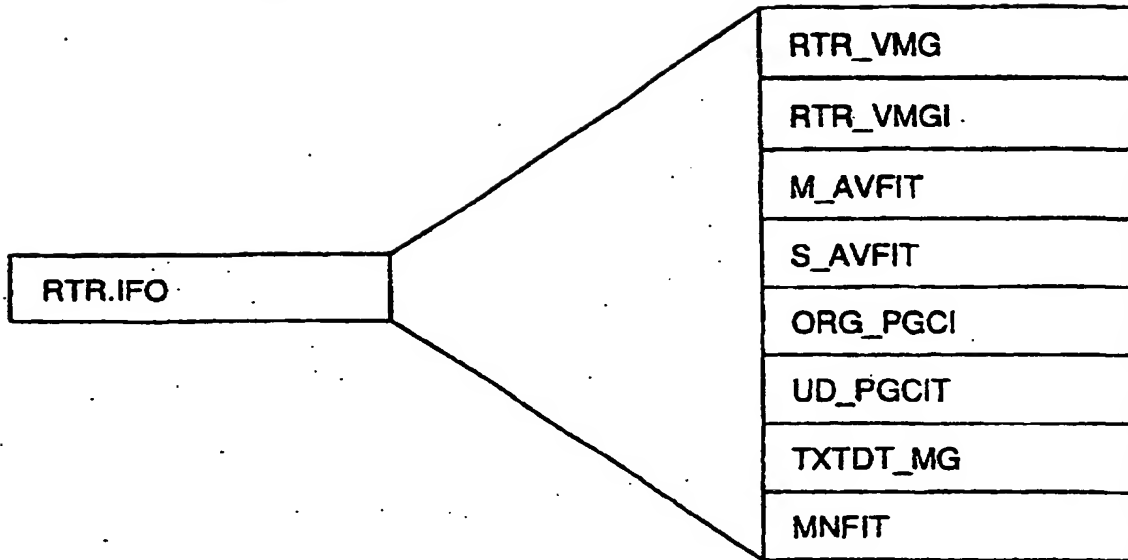 RTR_VMG
RTR_VMGI
M_AVFIT
S_AVFIT
RTR.IFO
ORG_PGCI
UD_PGCIT
TXTDT_MG
MNFIT